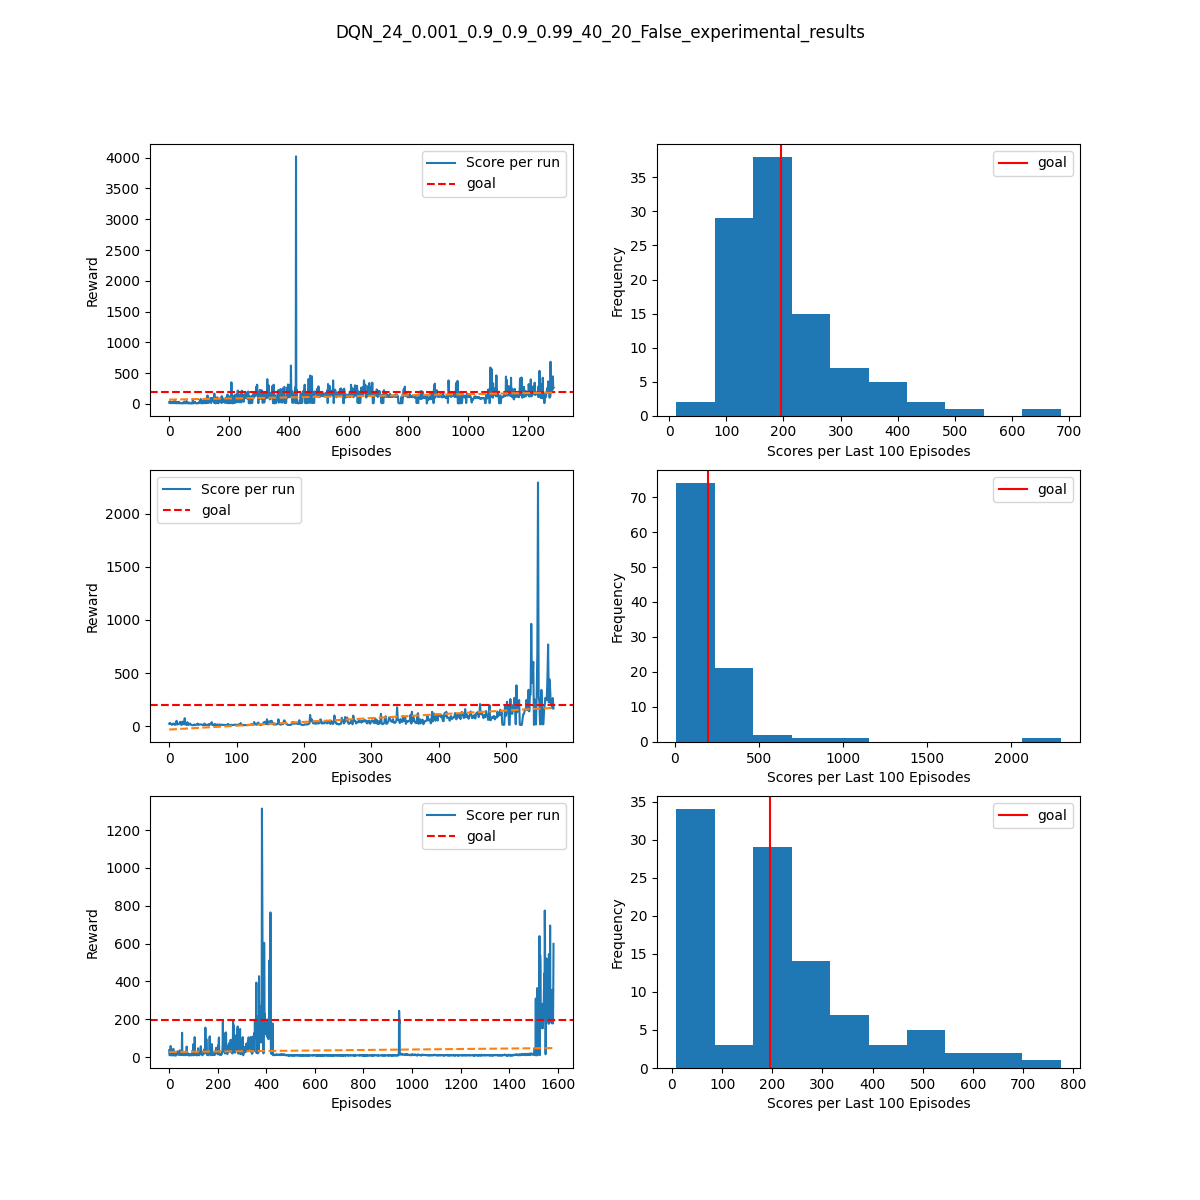 DQN_24_0.001_0.9_0.9_0.99_40_20_False_experimental_results
Reward
4000
3500
3000
2500
2000
1500
1000
500
0
Score per run
goal
0 200 400 600 800 1000 1200
Episodes
Frequency
35
30
25
20
15
10
5
0
goal
0 100 200 300 400 500 600 700
Scores per Last 100 Episodes
Reward
2000
1500
1000
500
0
Score per run
goal
0 100 200 300 400 500
Episodes
Frequency
70
60
50
40
30
20
10
0
goal
0 500 1000 1500 2000
Scores per Last 100 Episodes
Reward
1200
1000
800
600
400
200
0
Score per run
goal
0 200 400 600 800 1000 1200 1400 1600
Episodes
Frequency
35
30
25
20
15
10
5
0
goal
0 100 200 300 400 500 600 700 800
Scores per Last 100 Episodes